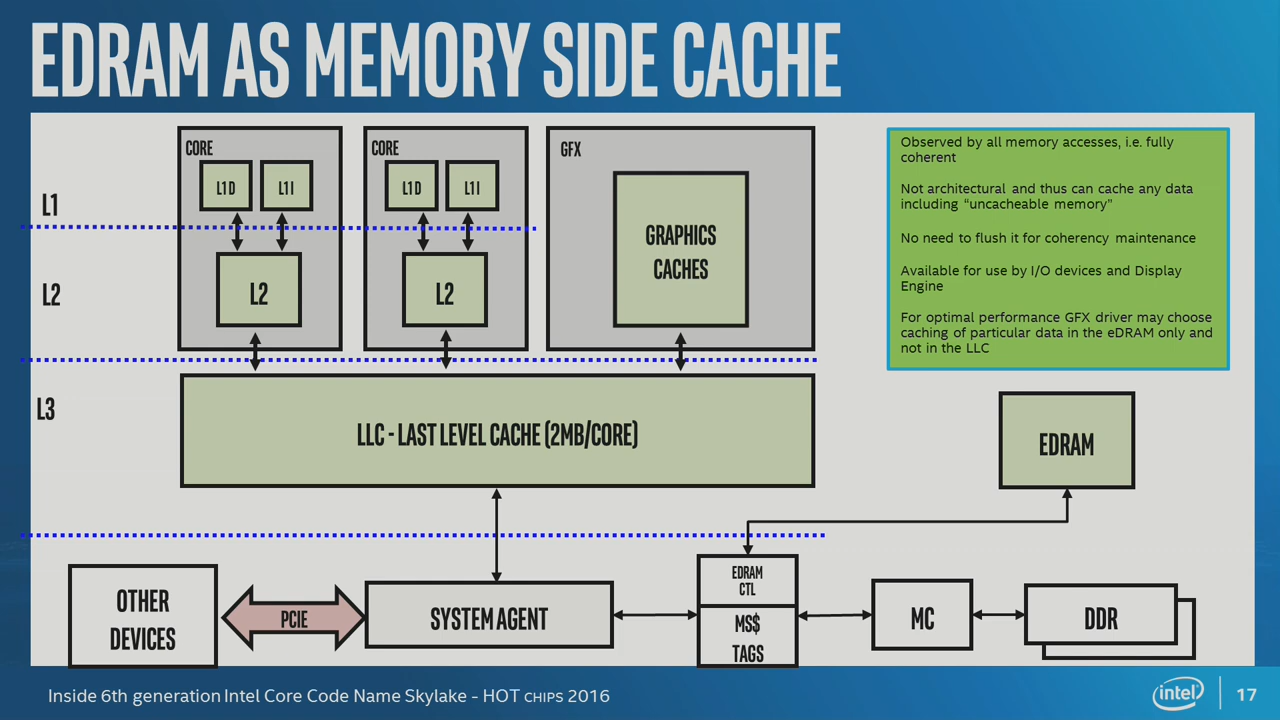 EDRAM AS MEMORY SIDE CACHE
L1
L2
L3
CORE
L1D
L1I
L2
CORE
L1D
L1I
L2
GFX
GRAPHICS
CACHES
LLC - LAST LEVEL CACHE (2MB/CORE)
Observed by all memory accesses, i.e. fully
coherent
Not architectural and thus can cache any data
including “uncacheable memory”
No need to flush it for coherency maintenance
Available for use by I/O devices and Display
Engine
For optimal performance GFX driver may choose
caching of particular data in the eDRAM only and
not in the LLC
EDRAM
OTHER
DEVICES
PCIE
SYSTEM AGENT
EDRAM
CTL
MS$
TAGS
MC
DDR
Inside 6th generation Intel Core Code Name Skylake - HOT CHIPS 2016
intel
17